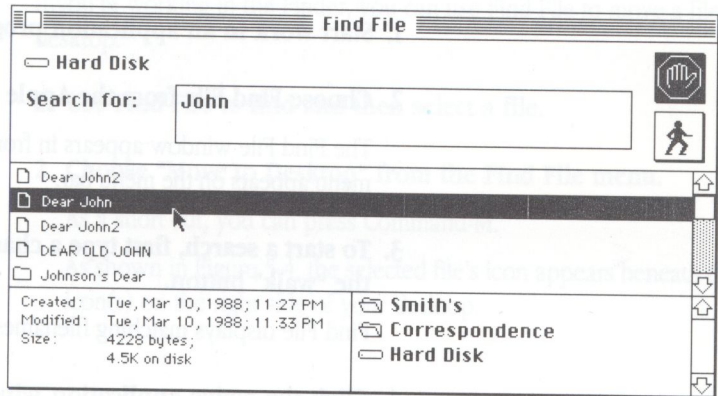 Find File
Hard Disk
Search for: John
Dear John2
Dear John
Dear John2
DEAR OLD JOHN
Johnson's Dear
Created: Tue, Mar 10, 1988; 11:27 PM
Modified: Tue, Mar 10, 1988; 11:33 PM
Size: 4228 bytes;
4.5K on disk
Smith's
Correspondence
Hard Disk